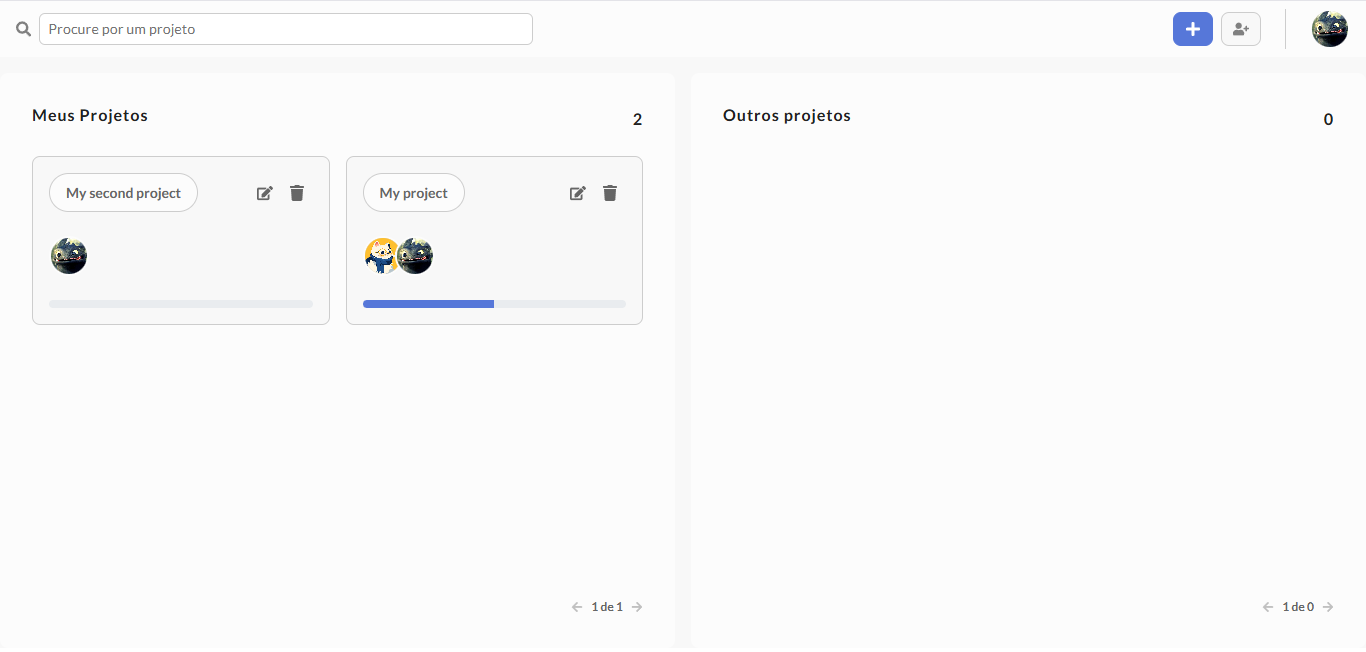 Procure por um projeto
Meus Projetos
2
My second project
My project
1 de 1
Outros projetos
0
1 de 0